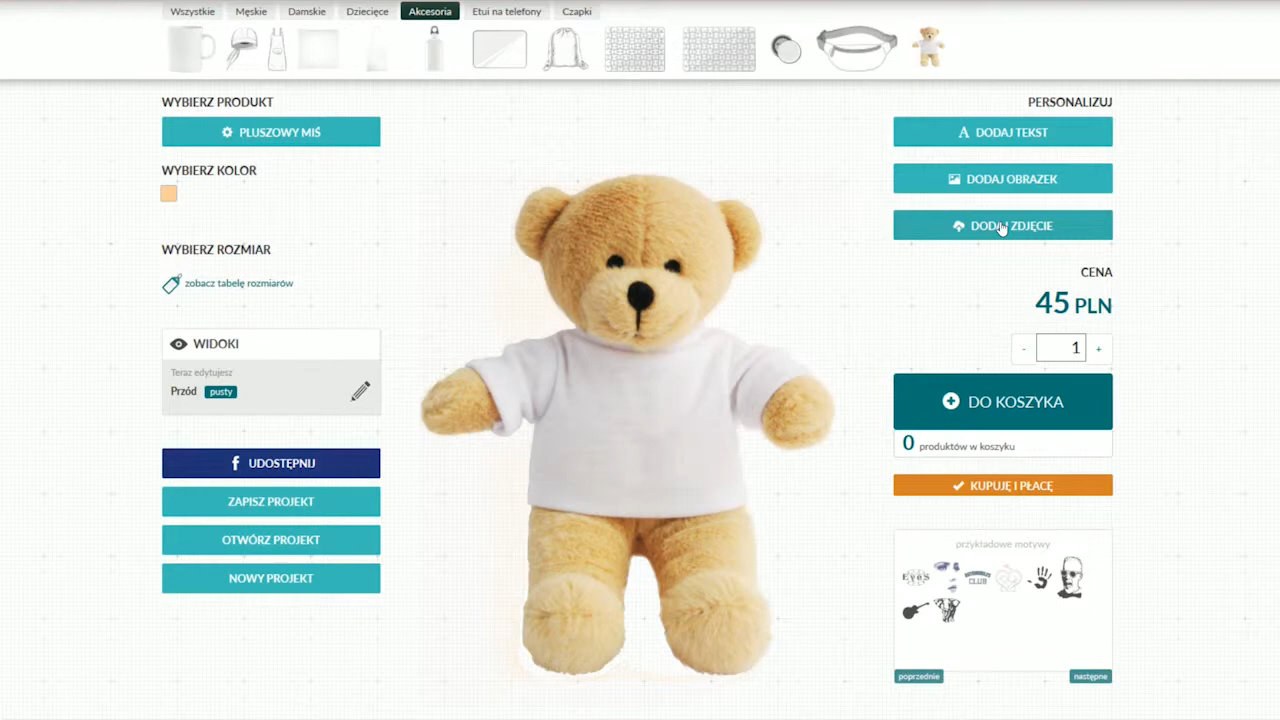 Wszystkie Męskie Damskie Dziecięce Akcesoria Etui na telefony Czapki
WYBIERZ PRODUKT
PLUSZOWY MIŚ
WYBIERZ KOLOR
WYBIERZ ROZMIAR
zobacz tabelę rozmiarów
WIDOKI
Teraz edytujesz
Przód pusty
UDOSTĘPNIJ
ZAPISZ PROJEKT
OTWÓRZ PROJEKT
NOWY PROJEKT
PERSONALIZUJ
DODAJ TEKST
DODAJ OBRAZEK
DODAJ ZDJĘCIE
CENA
45 PLN
- 1 +
DO KOSZYKA
0 produktów w koszyku
KUPUJĘ I PŁACĘ
przykładowe motywy
EyeS
CLUB
poprzednie następne